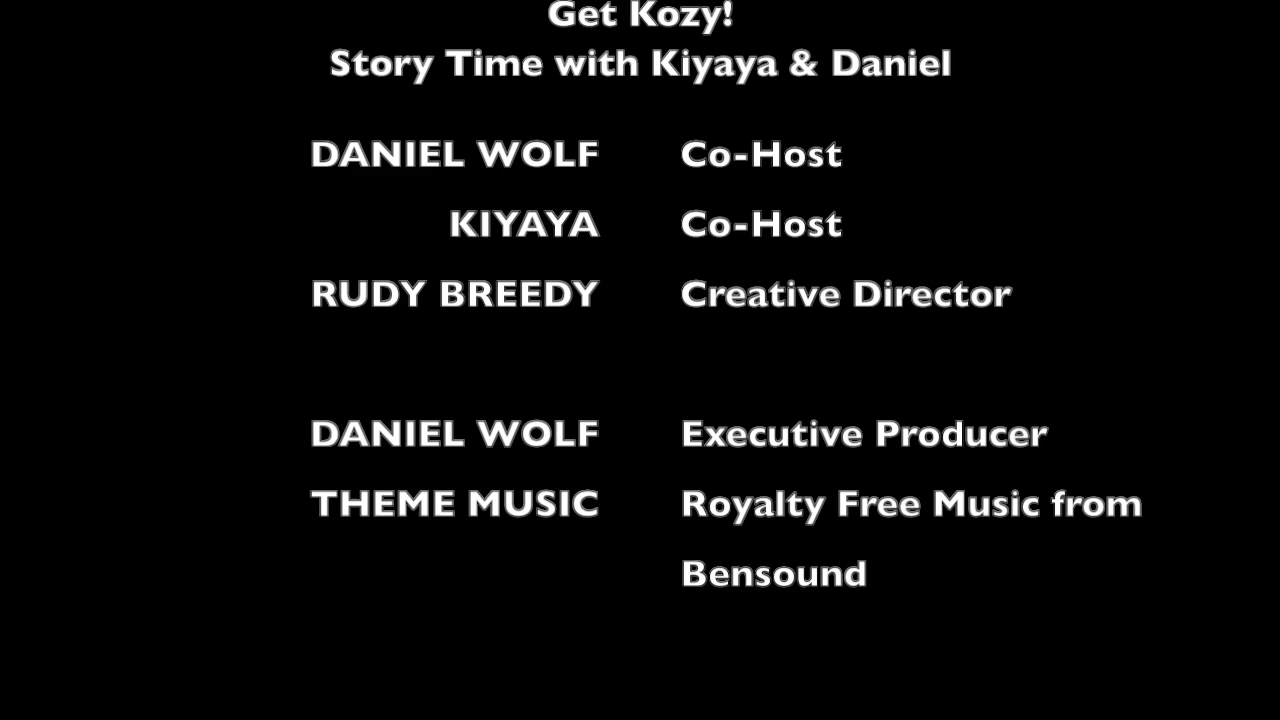 Get Kozy!
Story Time with Kiyaya & Daniel
DANIEL WOLF Co-Host
KIYAYA Co-Host
RUDY BREEDY Creative Director
DANIEL WOLF Executive Producer
THEME MUSIC Royalty Free Music from
Bensound